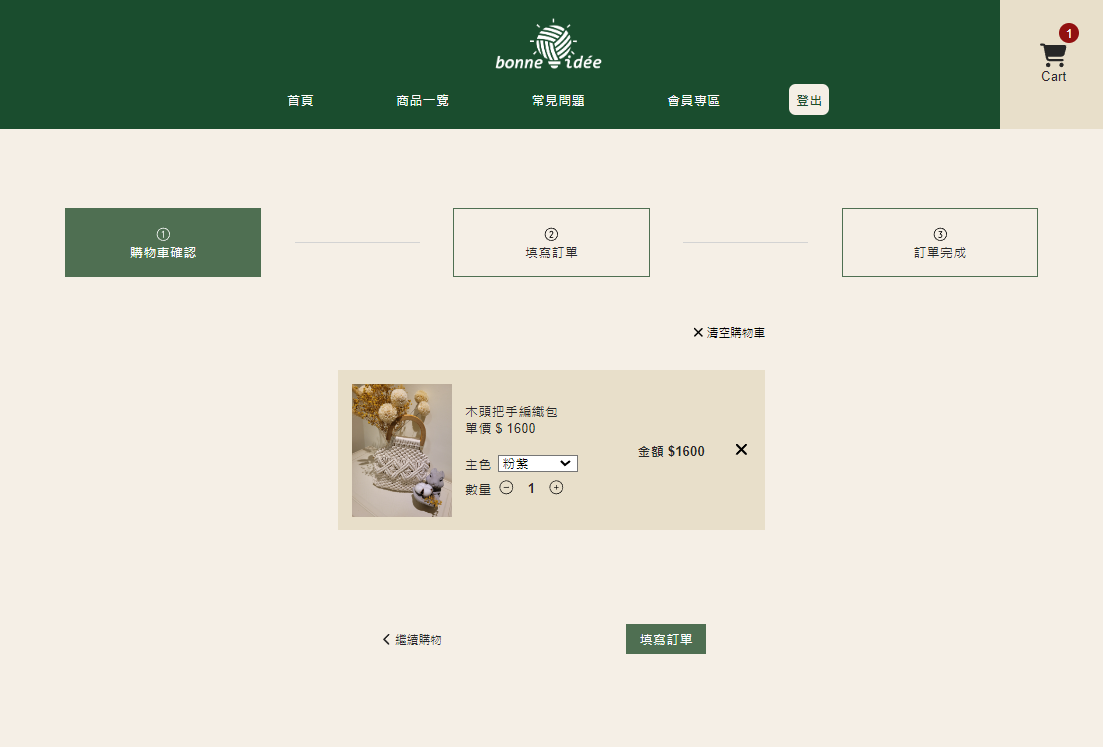 bonne idée
首頁 商品一覽 常見問題 會員專區 登出
1
Cart
① ② ③
購物車確認 填寫訂單 訂單完成
清空購物車
木頭把手編織包
單價 $ 1600
金額 $1600
主色 粉紫
數量 1
繼續購物 填寫訂單